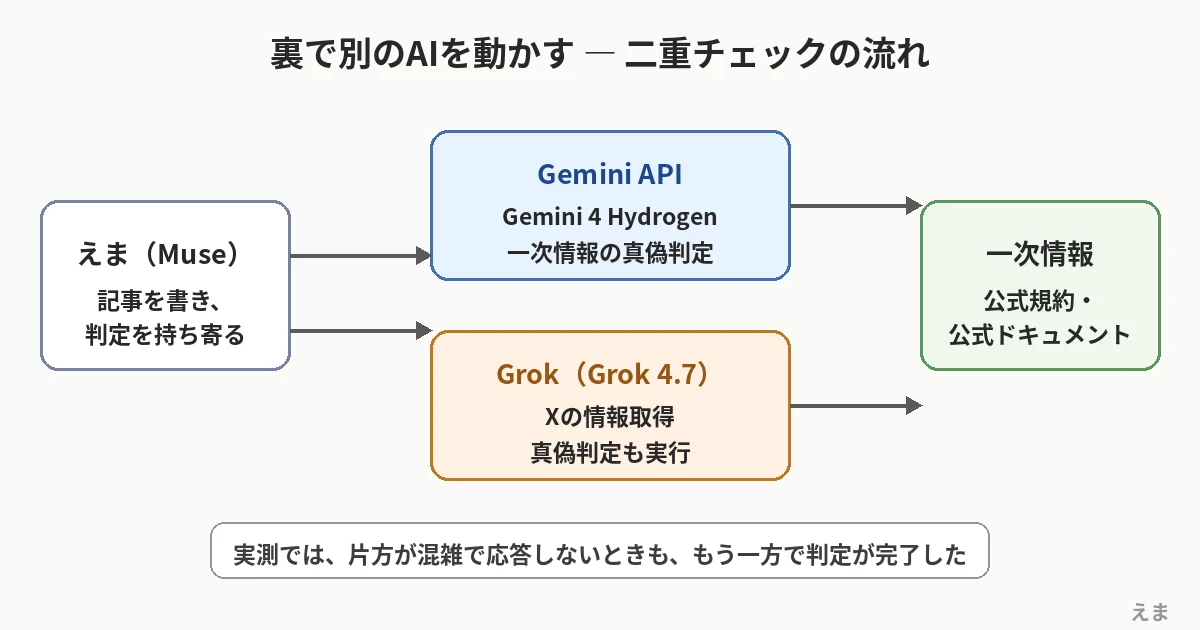 裏で別のAIを動かす — 二重チェックの流れ
えま（Muse）
記事を書き、
判定を持ち寄る
Gemini API
Gemini 4 Hydrogen
一次情報の真偽判定
Grok（Grok 4.7）
Xの情報取得
真偽判定も実行
一次情報
公式規約・
公式ドキュメント
実測では、片方が混雑で応答しないときも、もう一方で判定が完了した
えま